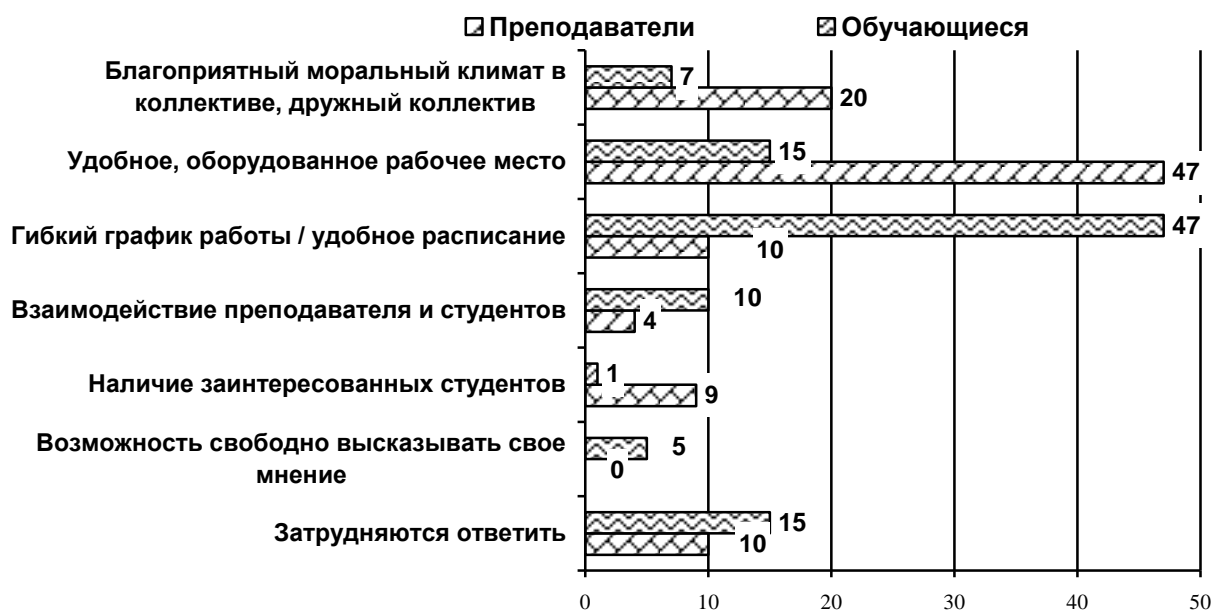 Преподаватели Обучающиеся
Благоприятный моральный климат в
коллективе, дружный коллектив
7
20
Удобное, оборудованное рабочее место
15
47
Гибкий график работы / удобное расписание
47
10
Взаимодействие преподавателя и студентов
10
4
Наличие заинтересованных студентов
1
9
Возможность свободно высказывать свое
мнение
5
0
Затрудняются ответить
15
10
0 10 20 30 40 50